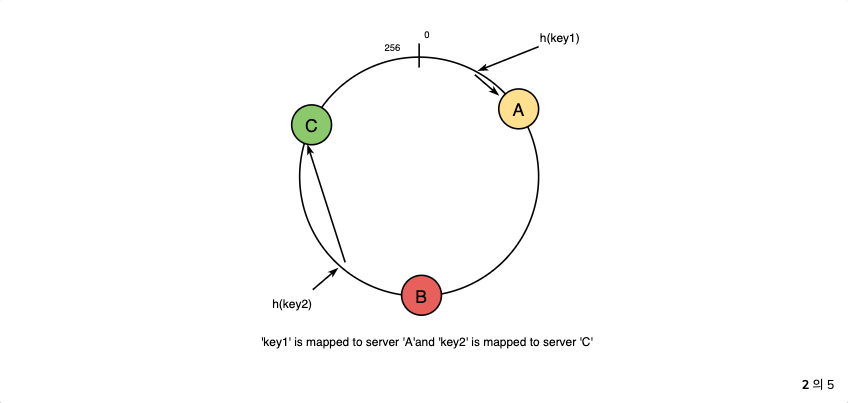 0
256
h(key1)
A
C
h(key2)
B
'key1' is mapped to server 'A'and 'key2' is mapped to server 'C'
2 의 5